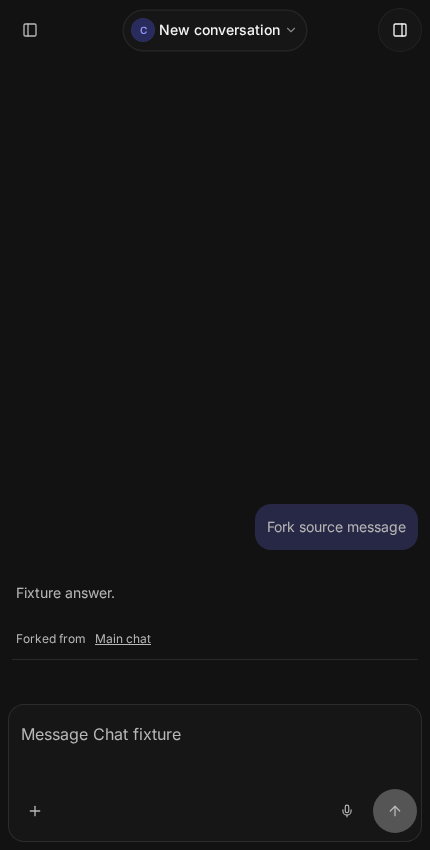 C New conversation
Fork source message
Fixture answer.
Forked from Main chat
Message Chat fixture